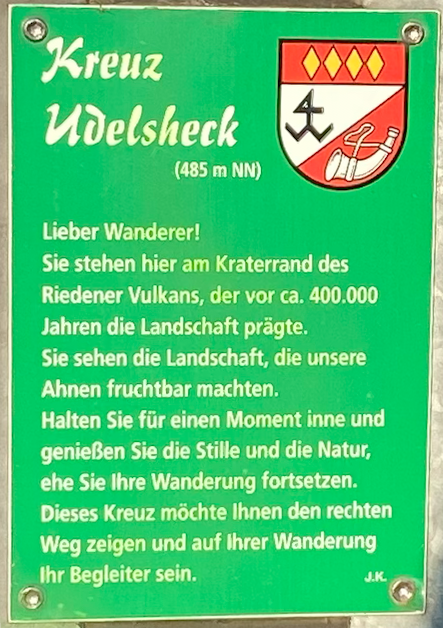 Kreuz
Udelsheck
(485 m NN)
Lieber Wanderer!
Sie stehen hier am Kraterrand des
Riedener Vulkans, der vor ca. 400.000
Jahren die Landschaft prägte.
Sie sehen die Landschaft, die unsere
Ahnen fruchtbar machten.
Halten Sie für einen Moment inne und
genießen Sie die Stille und die Natur,
ehe Sie Ihre Wanderung fortsetzen.
Dieses Kreuz möchte Ihnen den rechten
Weg zeigen und auf Ihrer Wanderung
Ihr Begleiter sein.
J.K.